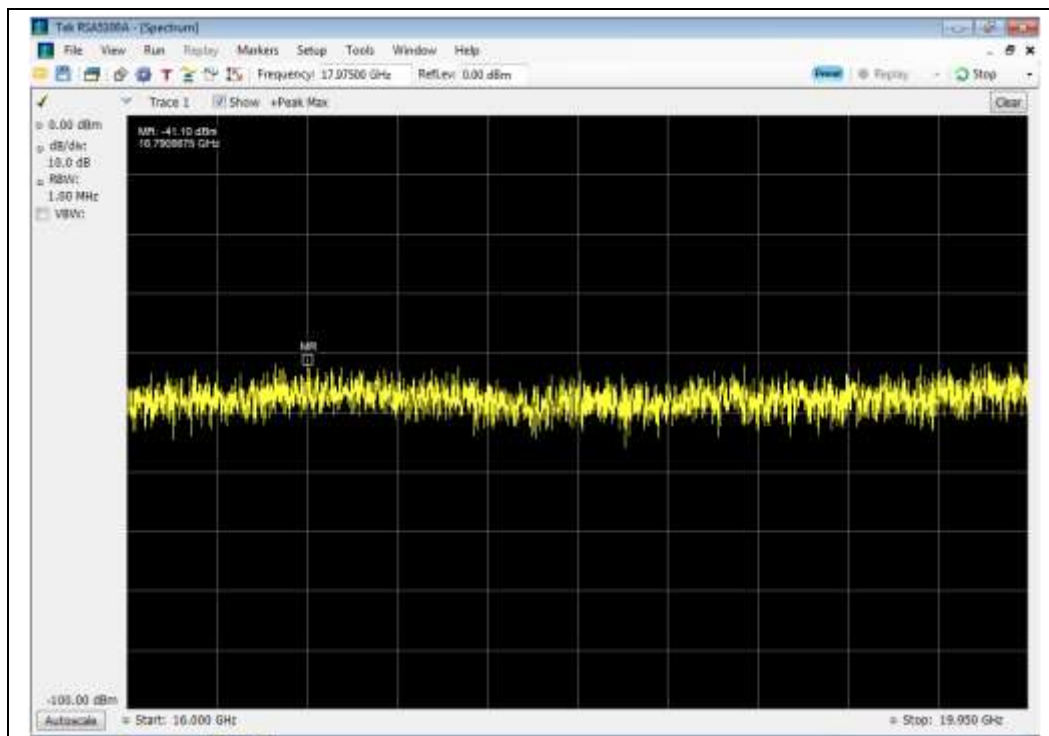 Tek RSA5100A - [Spectrum]
File View Run Replay Markers Setup Tools Window Help
Frequency: 17.97500 GHz RefLev: 0.00 dBm Preset Replay Stop
Trace 1 Show +Peak Max Clear
0.00 dBm
dB/div:
10.0 dB
RBW:
1.00 MHz
VBW:
MR: -41.10 dBm
GHz
MR
-100.00 dBm
Autoscale Start: 16.000 GHz Stop: 19.950 GHz